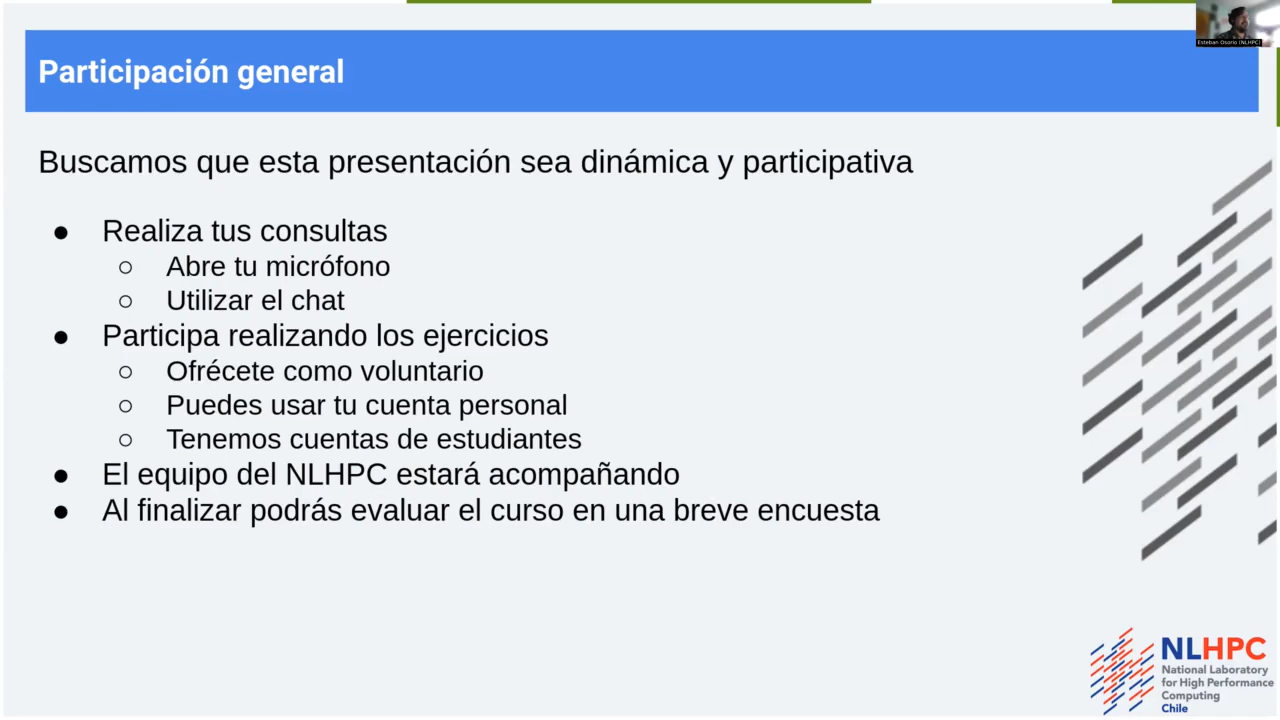 Esteban Osorio (NLHPC)
Participación general
Buscamos que esta presentación sea dinámica y participativa
● Realiza tus consultas
○ Abre tu micrófono
○ Utilizar el chat
● Participa realizando los ejercicios
○ Ofrécete como voluntario
○ Puedes usar tu cuenta personal
○ Tenemos cuentas de estudiantes
● El equipo del NLHPC estará acompañando
● Al finalizar podrás evaluar el curso en una breve encuesta
NLHPC
National Laboratory
for High Performance
Computing
Chile